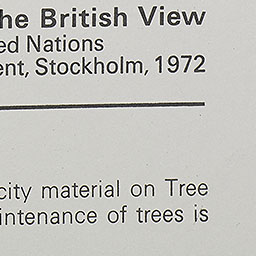 he British View
ed Nations
ent, Stockholm, 1972
city material on Tree
intenance of trees is